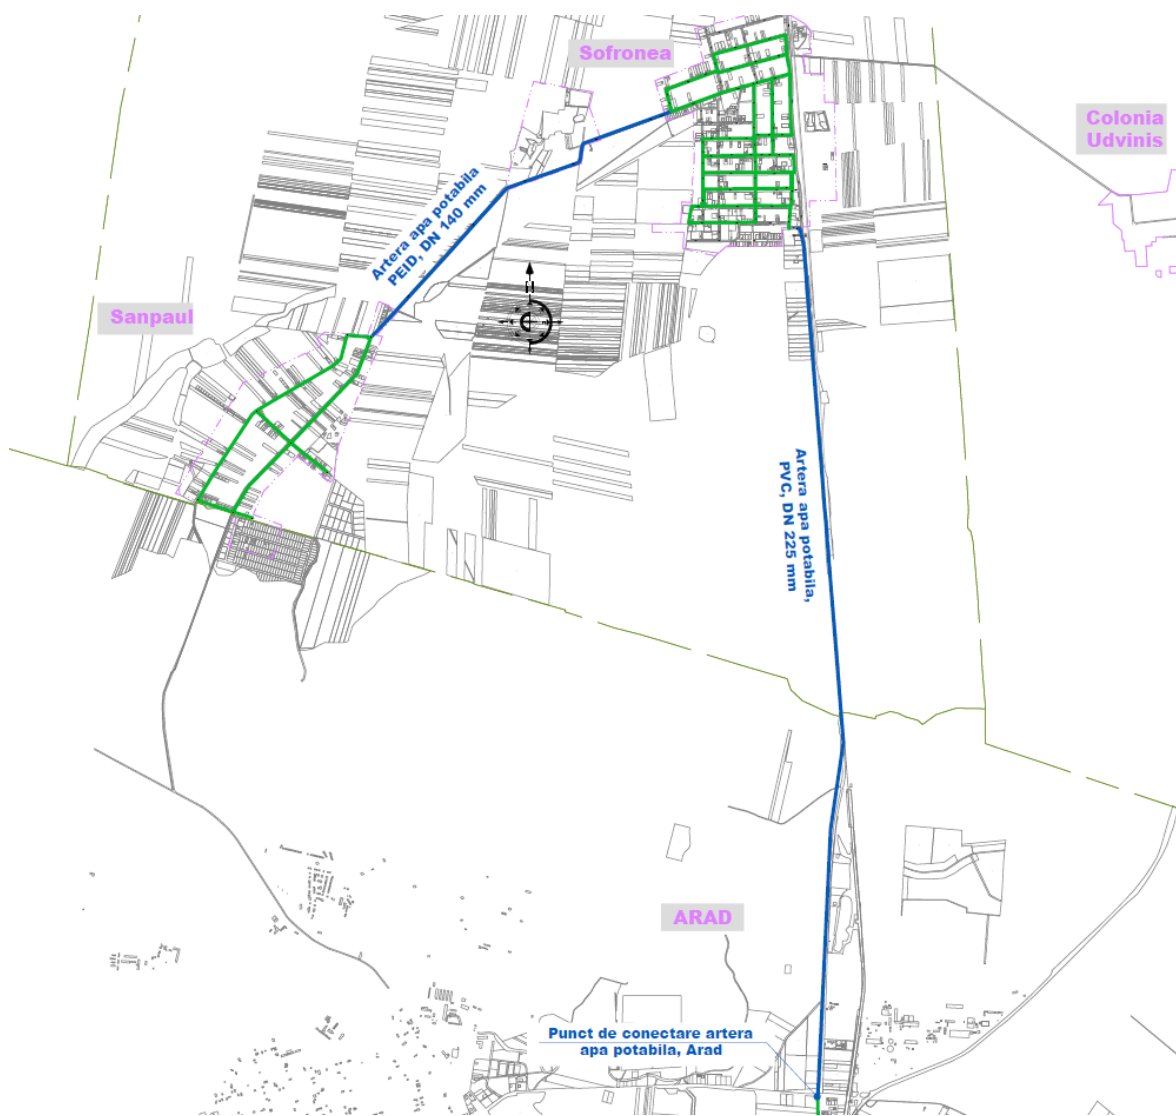 Sofronea
Colonia
Udvinis
Artera apa potabila
PEID, DN 140 mm
Sanpaul
Artera apa potabila,
PVC, DN 225 mm
ARAD
Punct de conectare artera
apa potabila, Arad